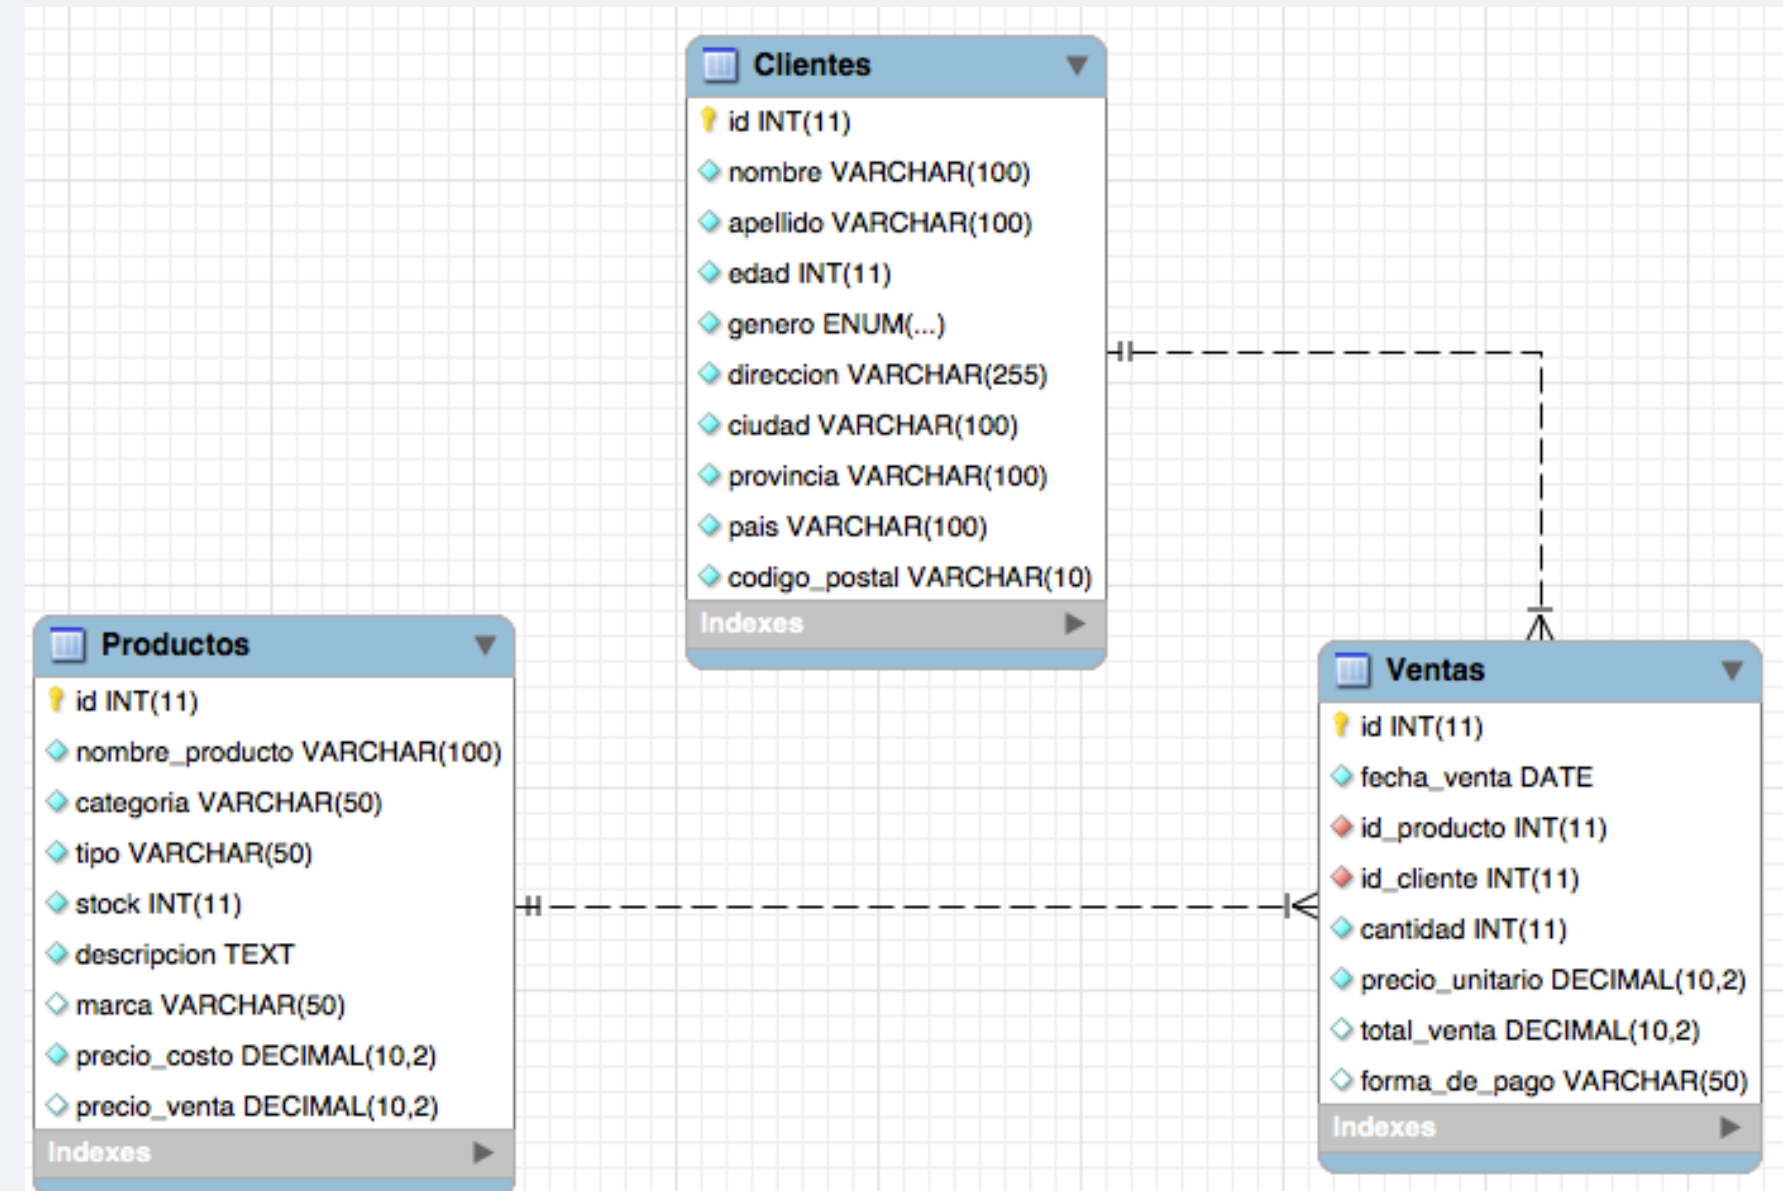 Clientes
id INT(11)
nombre VARCHAR(100)
apellido VARCHAR(100)
edad INT(11)
genero ENUM(...)
direccion VARCHAR(255)
ciudad VARCHAR(100)
provincia VARCHAR(100)
pais VARCHAR(100)
codigo_postal VARCHAR(10)
Indexes
Productos
id INT(11)
nombre_producto VARCHAR(100)
categoria VARCHAR(50)
tipo VARCHAR(50)
stock INT(11)
descripcion TEXT
marca VARCHAR(50)
precio_costo DECIMAL(10,2)
precio_venta DECIMAL(10,2)
Indexes
Ventas
id INT(11)
fecha_venta DATE
id_producto INT(11)
id_cliente INT(11)
cantidad INT(11)
precio_unitario DECIMAL(10,2)
total_venta DECIMAL(10,2)
forma_de_pago VARCHAR(50)
Indexes